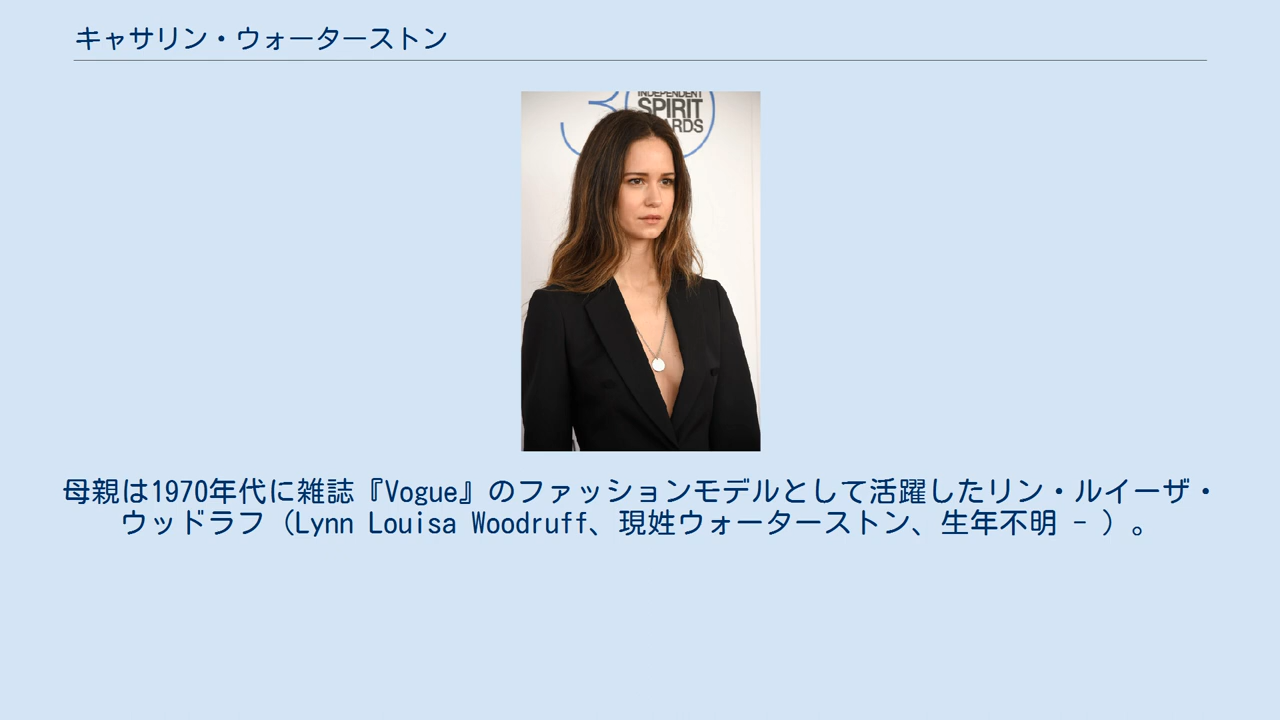 キャサリン・ウォーターストン
INDEPENDENT
30 SPIRIT
母親は1970年代に雑誌『Vogue』のファッションモデルとして活躍したリン・ルイーザ・
ウッドラフ（Lynn Louisa Woodruff、現姓ウォーターストン、生年不明 - ）。